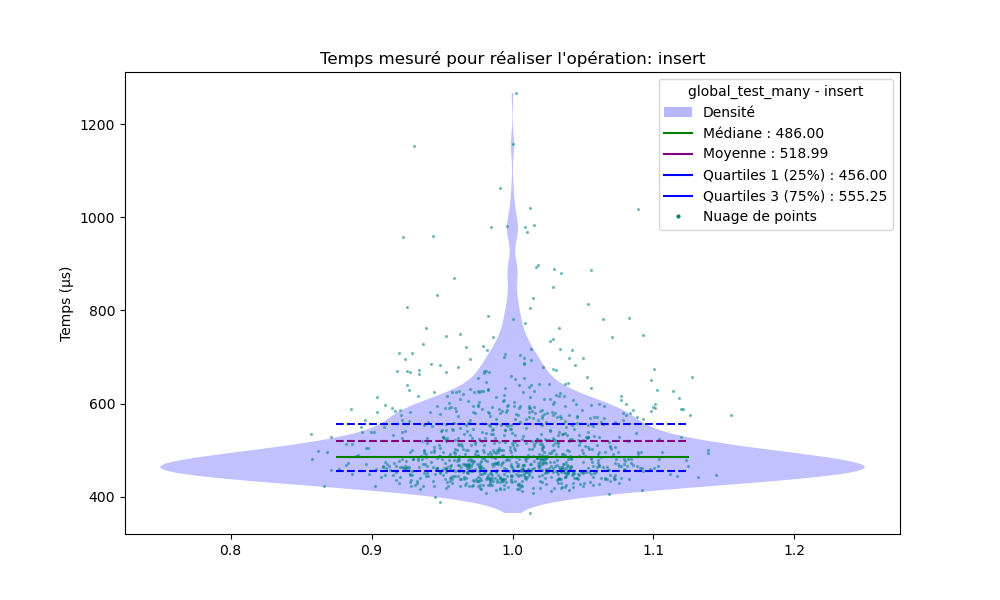 Temps mesuré pour réaliser l'opération: insert
global_test_many - insert
Densité
Médiane : 486.00
Moyenne : 518.99
Quartiles 1 (25%) : 456.00
Quartiles 3 (75%) : 555.25
Nuage de points
Temps (µs)
1200
1000
800
600
400
0.8 0.9 1.0 1.1 1.2